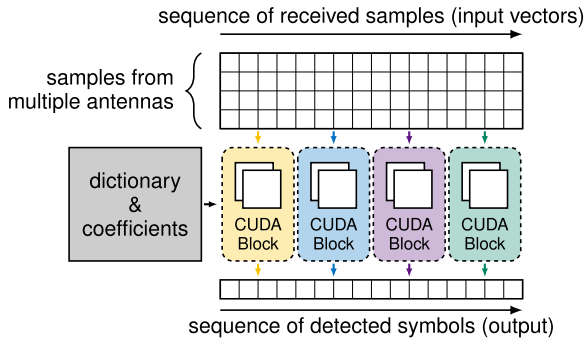 sequence of received samples (input vectors)
samples from
multiple antennas
dictionary
&
coefficients
CUDA
Block
CUDA
Block
CUDA
Block
CUDA
Block
sequence of detected symbols (output)